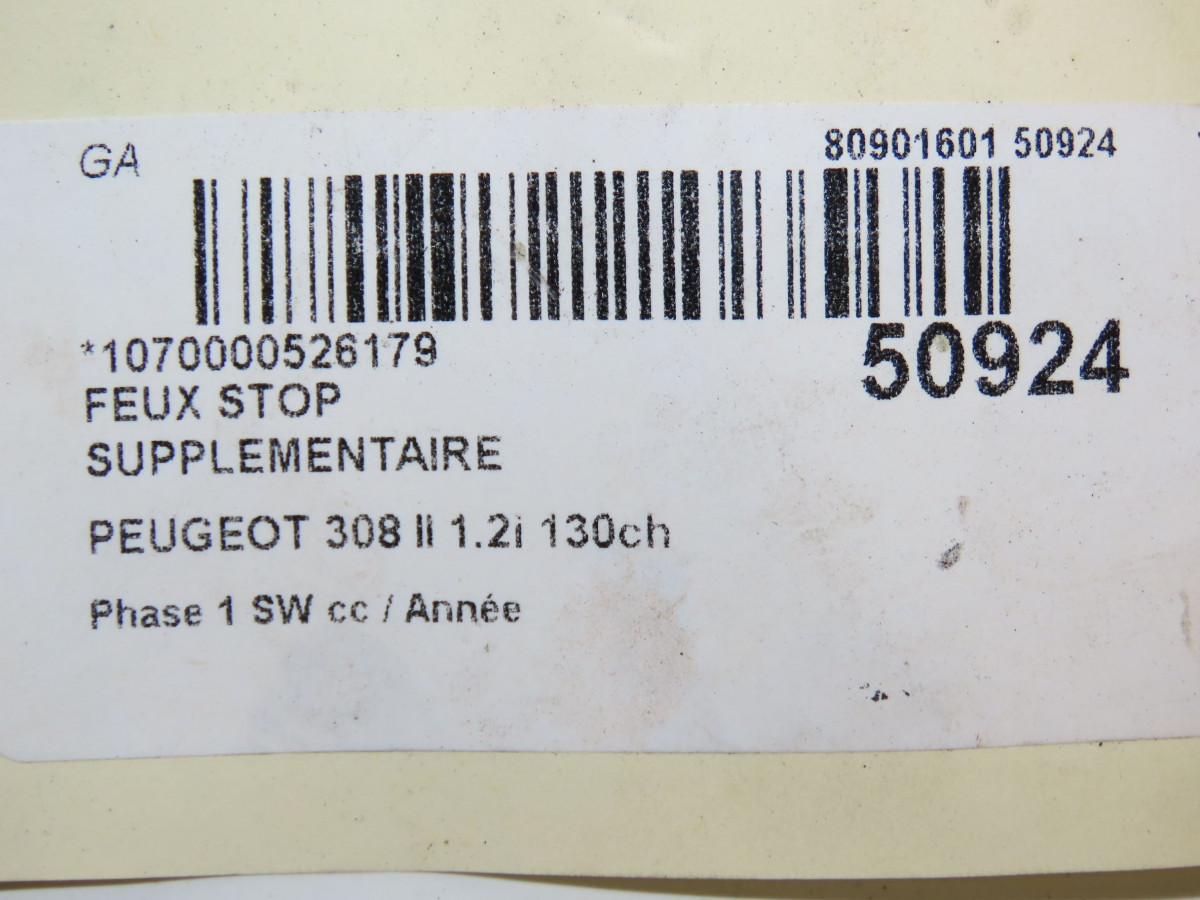 GA
80901601 50924
*1070000526179
50924
FEUX STOP
SUPPLEMENTAIRE
PEUGEOT 308 II 1.2i 130ch
Phase 1 SW cc / Année